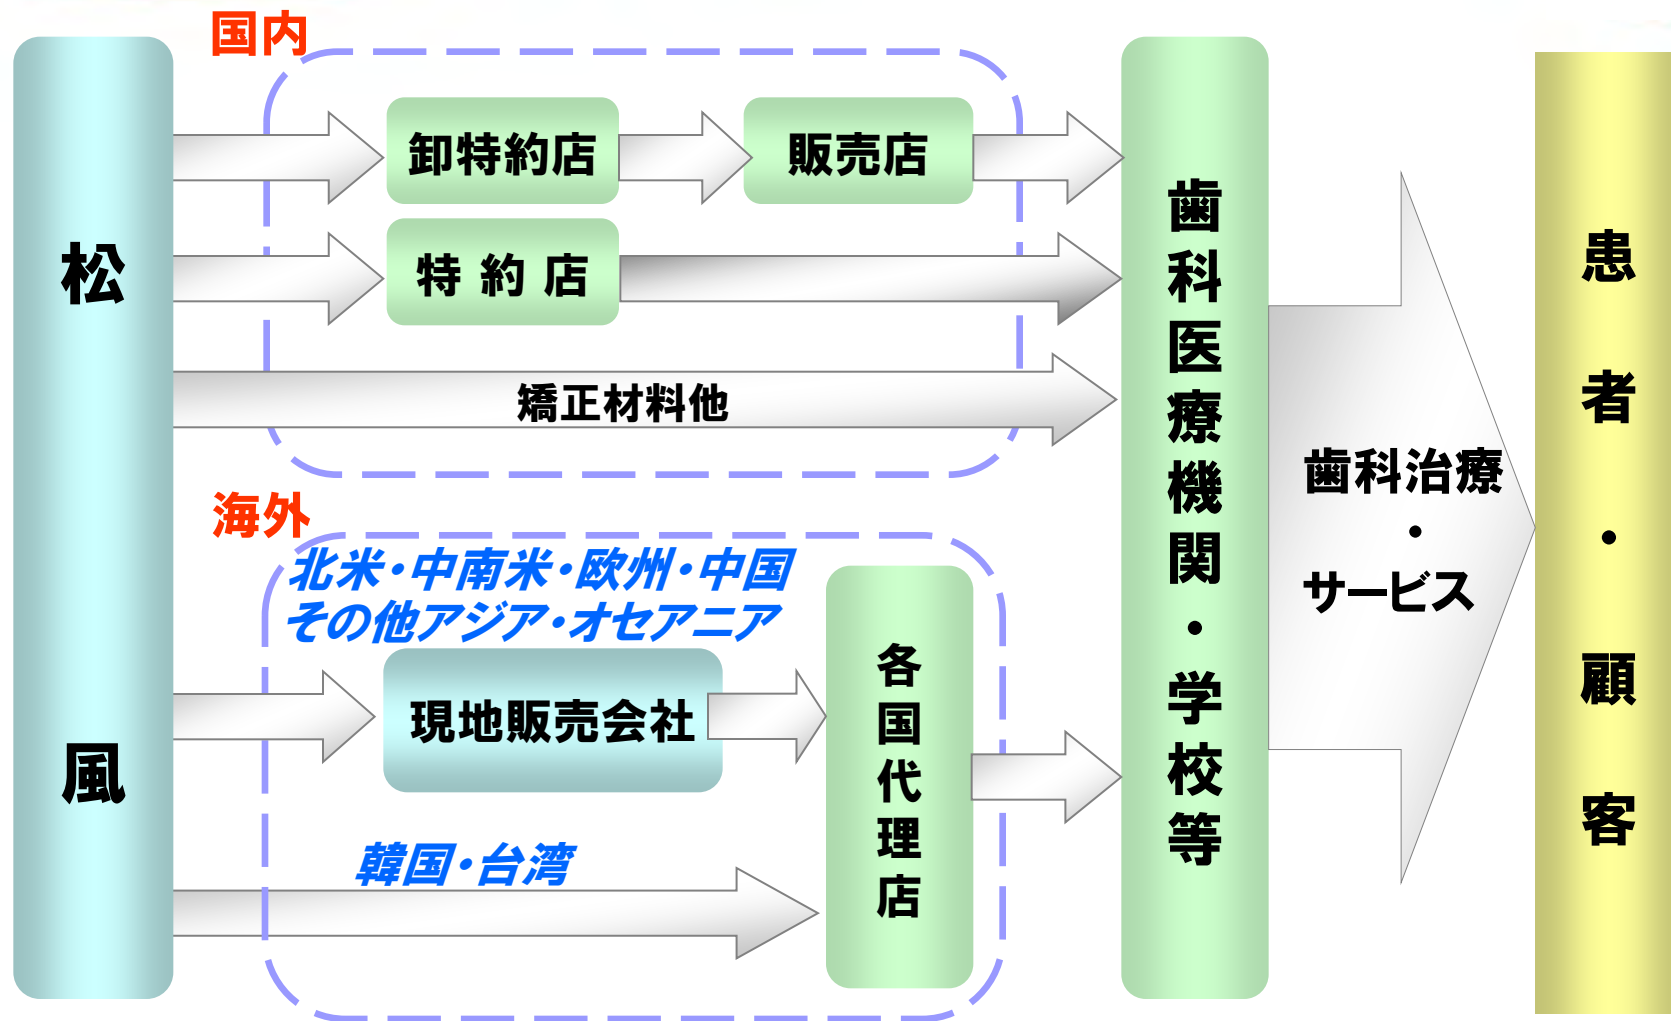 国内
松風
卸特約店
販売店
特約店
矯正材料他
海外
北米・中南米・欧州・中国
その他アジア・オセアニア
現地販売会社
韓国・台湾
各国代理店
歯科医療機関・学校等
歯科治療
・
サービス
患者・顧客